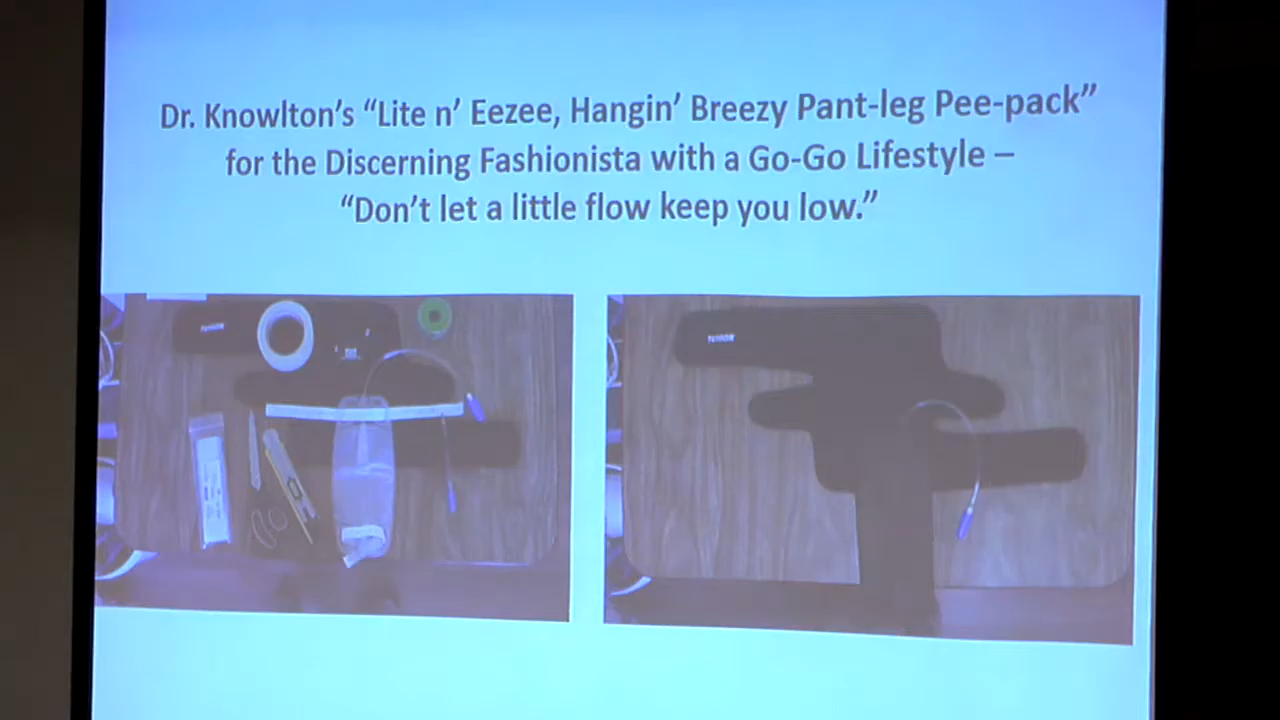 Dr. Knowlton's “Lite n' Eezee, Hangin' Breezy Pant-leg Pee-pack”
for the Discerning Fashionista with a Go-Go Lifestyle –
“Don't let a little flow keep you low.”